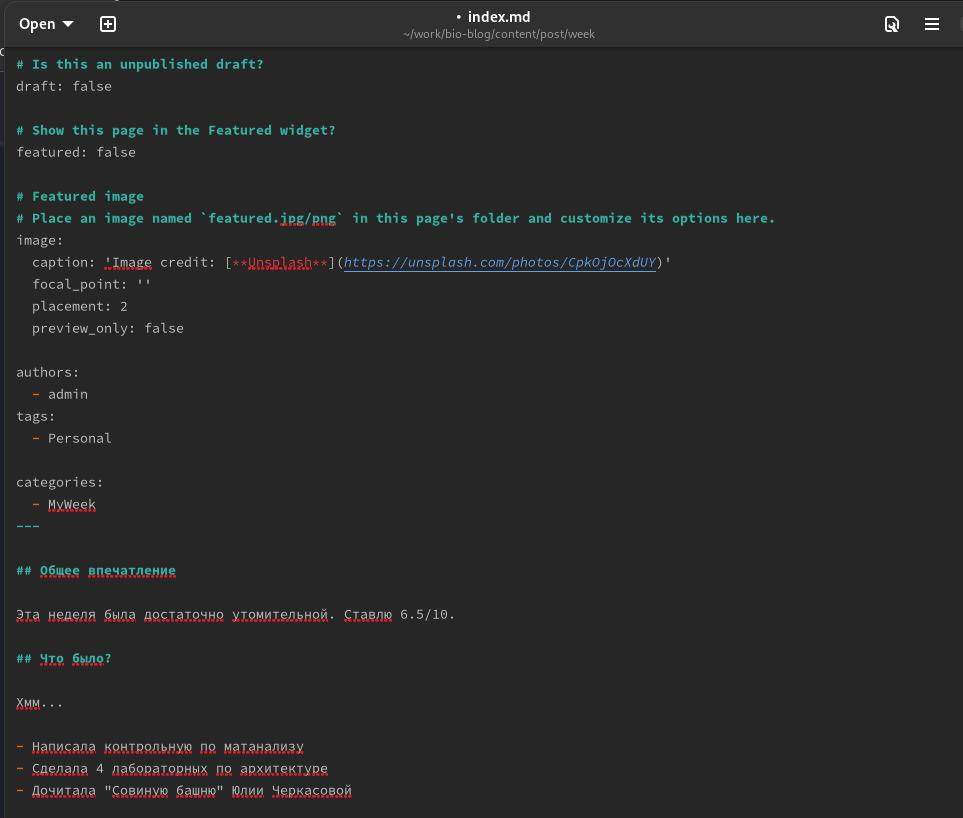 Open
• index.md
~/work/bio-blog/content/post/week
# Is this an unpublished draft?
draft: false
# Show this page in the Featured widget?
featured: false
# Featured image
# Place an image named `featured.jpg/png` in this page's folder and customize its options here.
image:
  caption: 'Image credit: [**Unsplash**](https://unsplash.com/photos/CpkOjOcXdUY)'
  focal_point: ''
  placement: 2
  preview_only: false
authors:
  - admin
tags:
  - Personal
categories:
  - MyWeek
---
## Общее впечатление
Эта неделя была достаточно утомительной. Ставлю 6.5/10.
## Что было?
Хмм...
- Написала контрольную по матанализу
- Сделала 4 лабораторных по архитектуре
- Дочитала "Совиную башню" Юлии Черкасовой